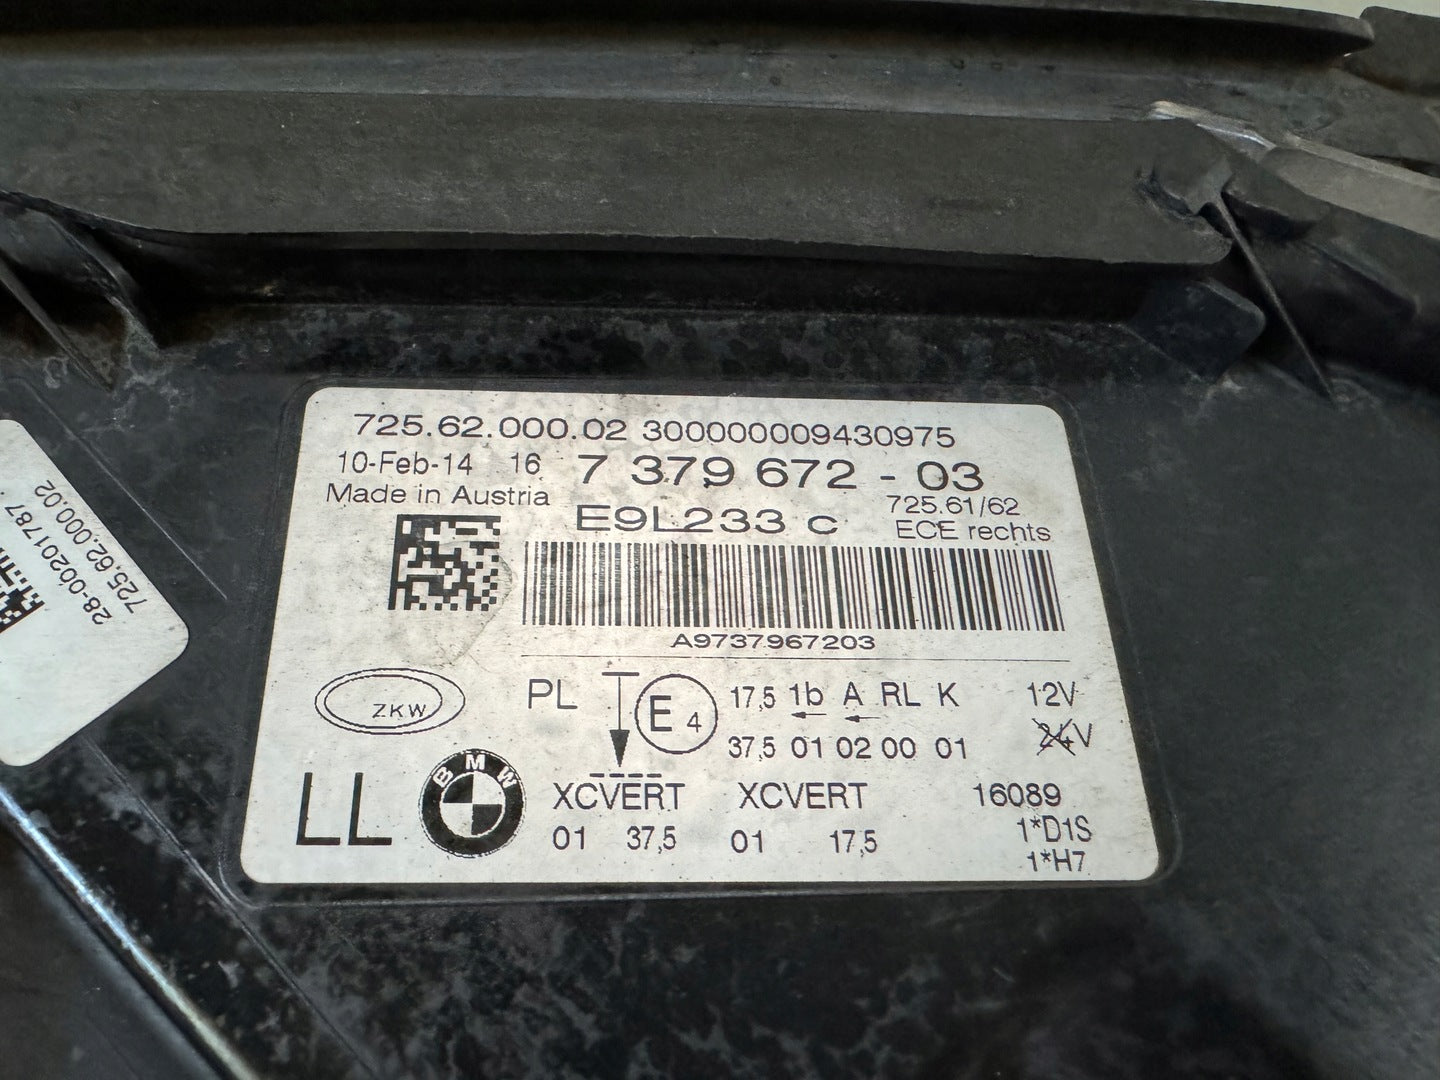 725.62.000.02 300000009430975
10-Feb-14 16 7 379 672 - 03
Made in Austria
E9L233 c
725.61/62
ECE rechts
A9737967203
ZKW
PL
E 4
17,5 1b A RL K
12V
37,5 01 02 00 01
24V
LL
BMW
XCVERT XCVERT 16089
01 37,5 01 17,5
1*D1S
1*H7
28-00201787
725.62.000.02